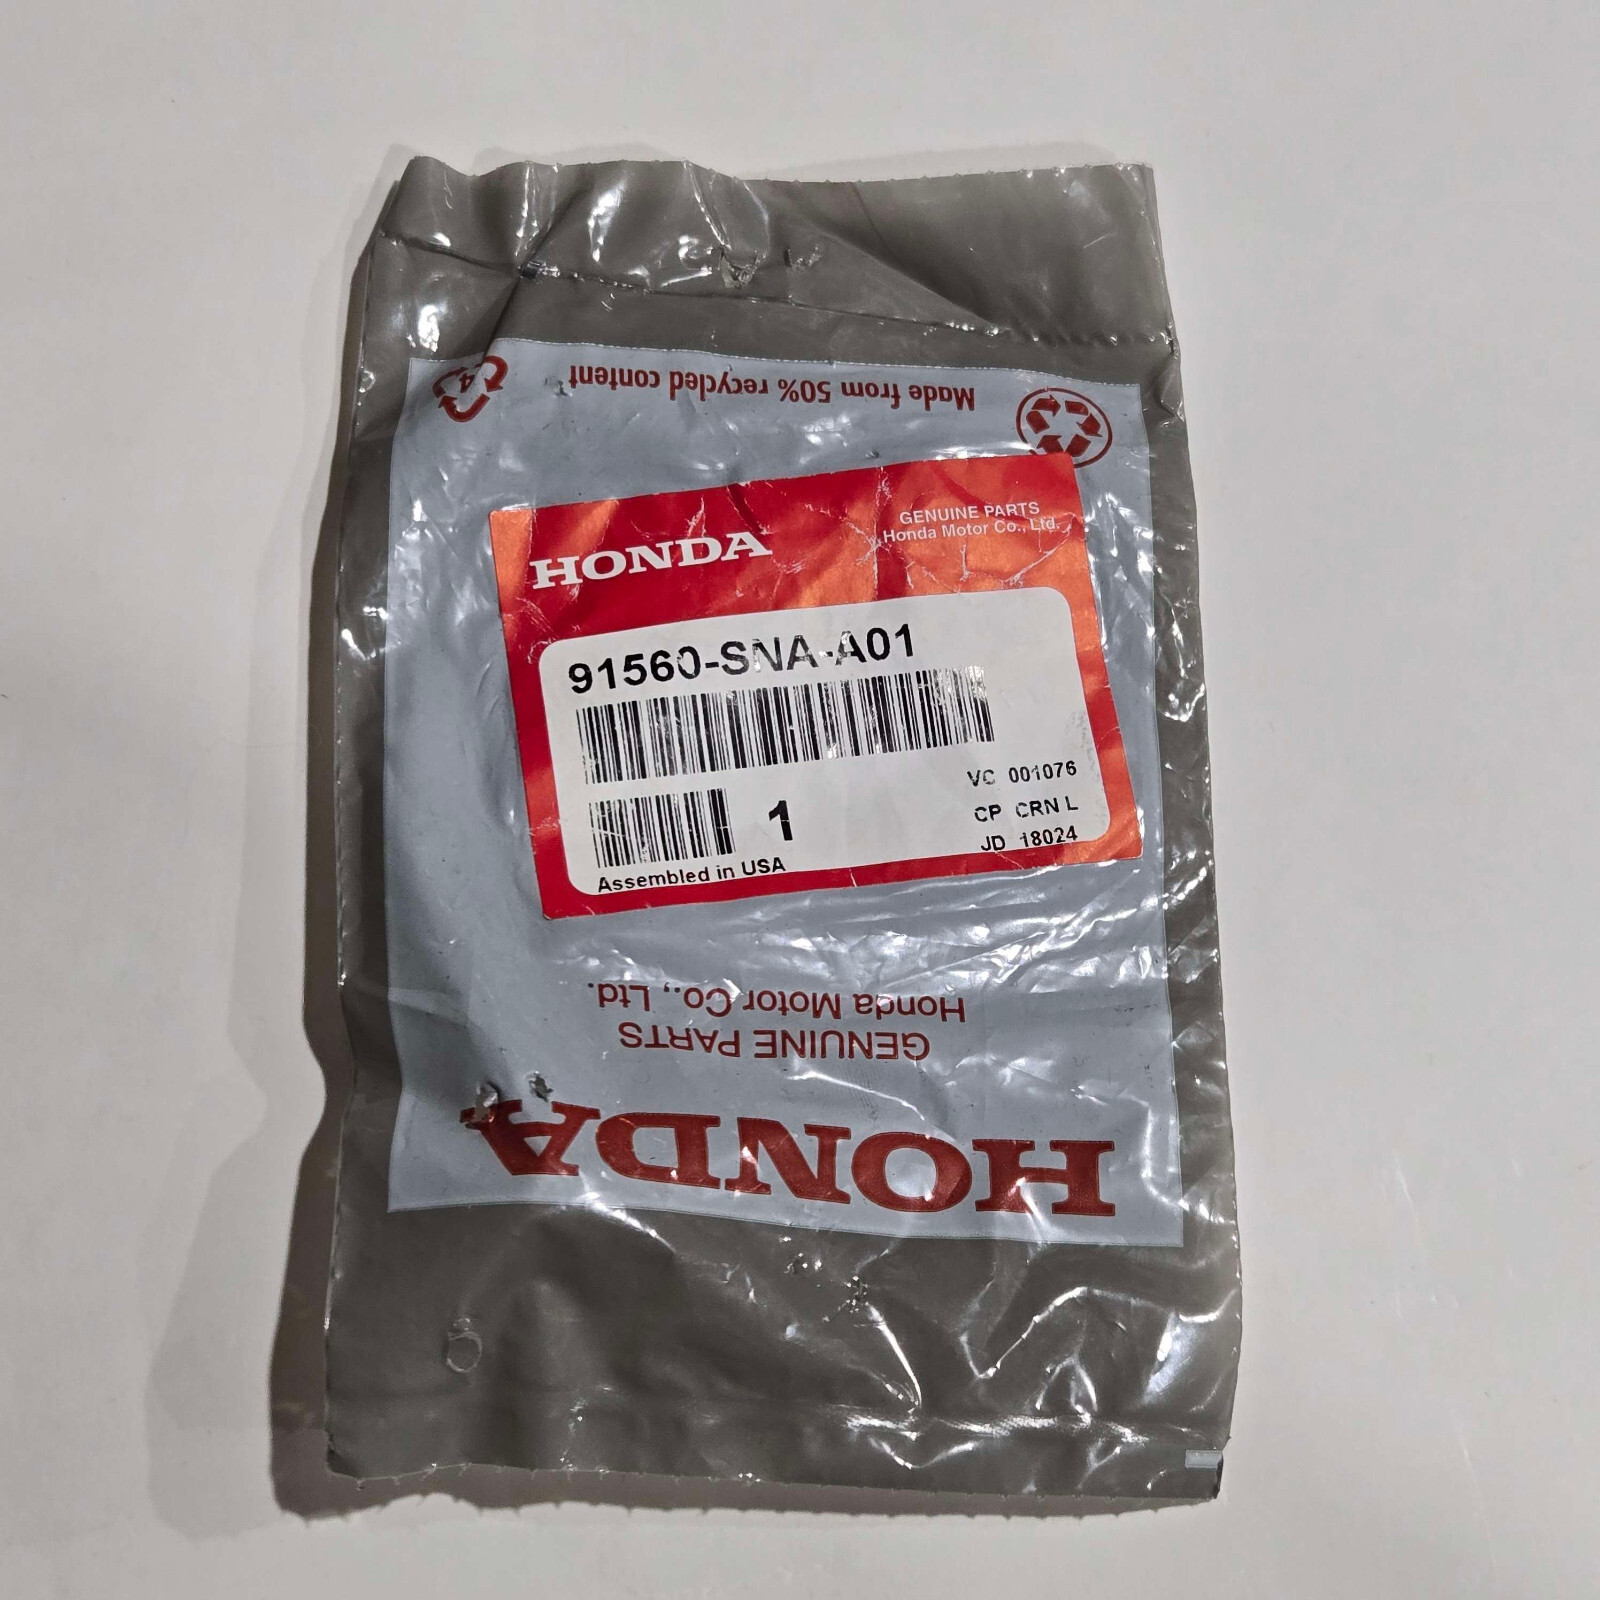 Made from 50% recycled content
HONDA
GENUINE PARTS
Honda Motor Co., Ltd.
91560-SNA-A01
1
VC 001076
CP CRN L
JD 18024
Assembled in USA
Honda Motor Co., Ltd.
GENUINE PARTS
HONDA